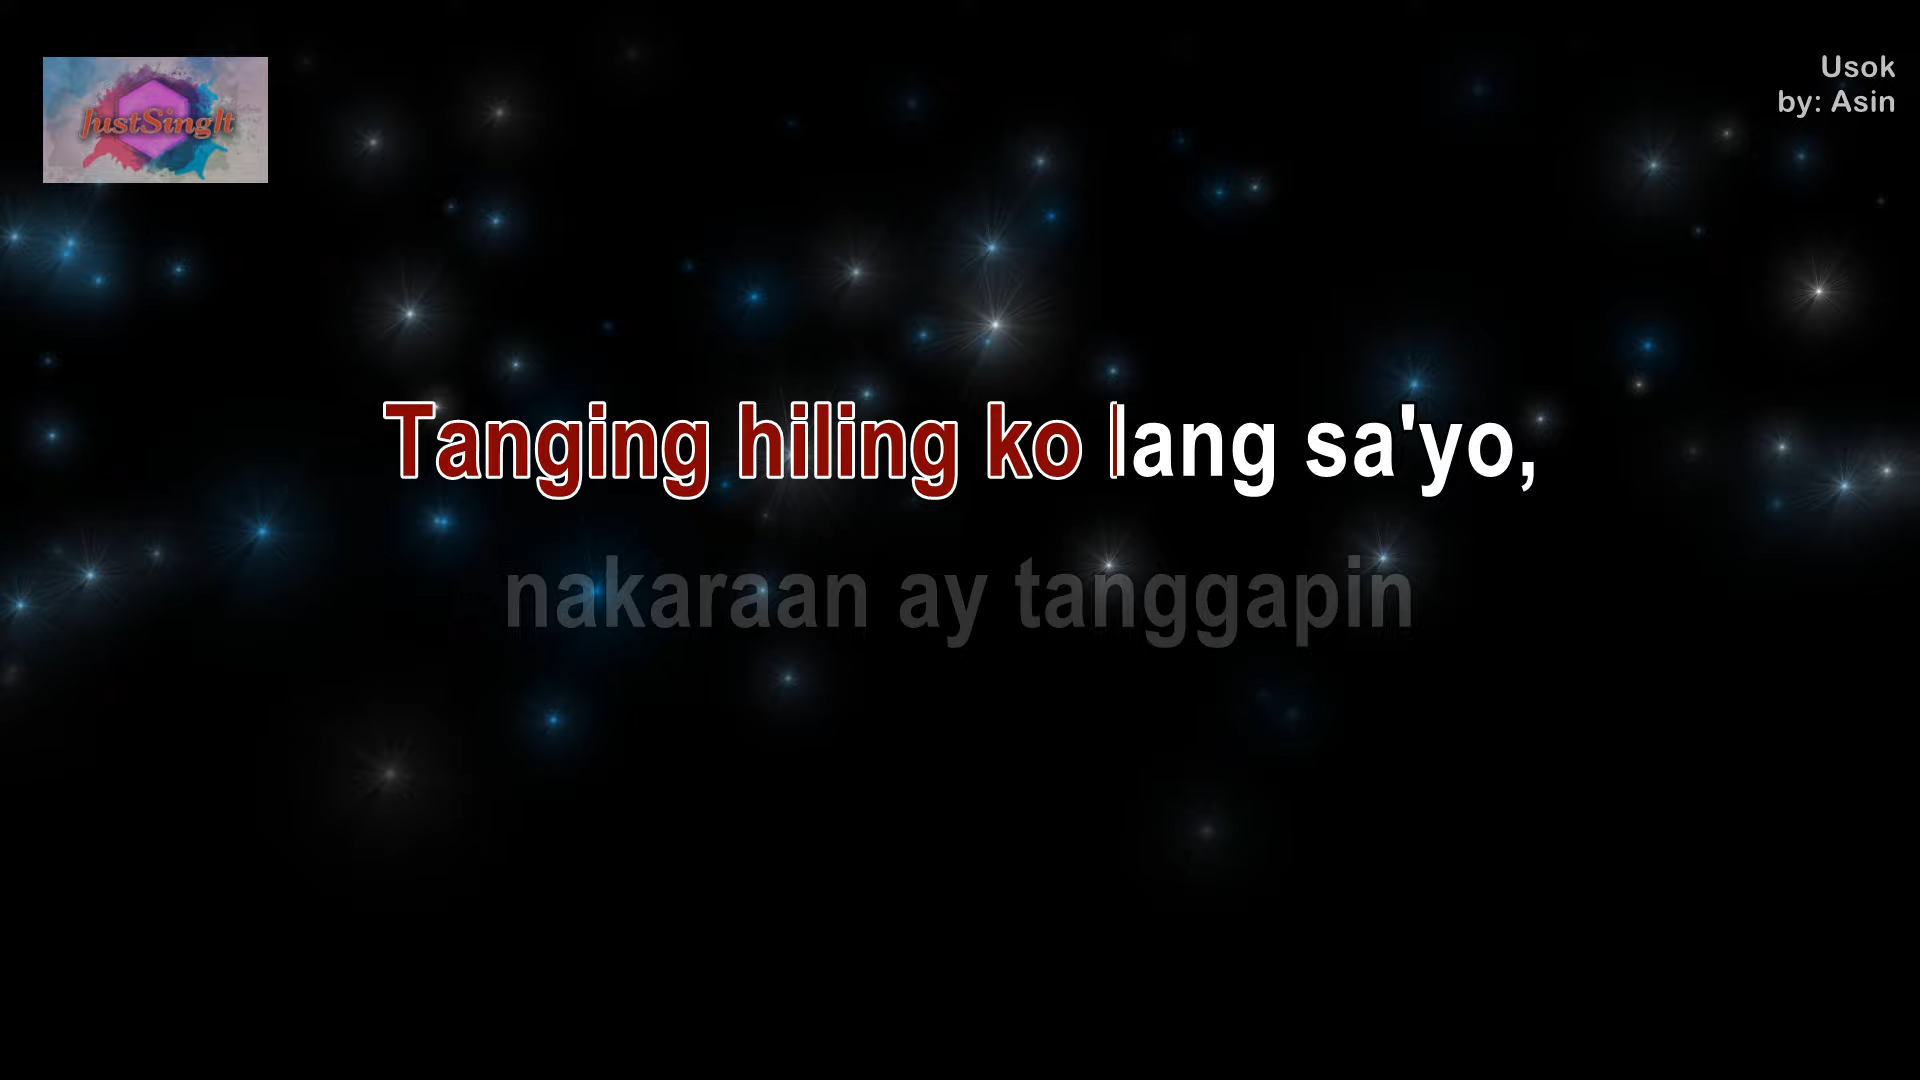 JustSingIt
Usok
by: Asin
Tanging hiling ko lang sa'yo,
nakaraan ay tanggapin